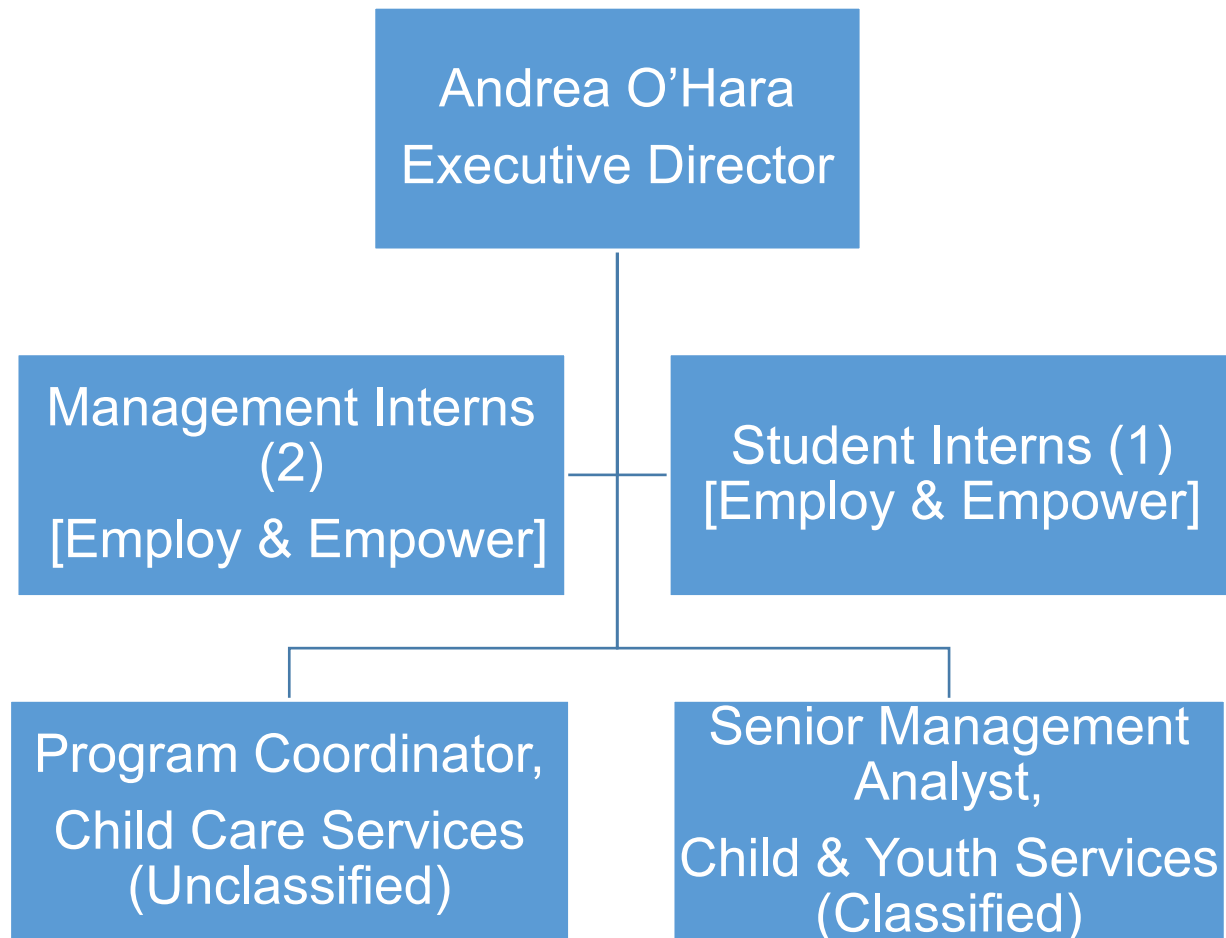 Andrea O’Hara
Executive Director
Management Interns
(2)
[Employ & Empower]
Student Interns (1)
[Employ & Empower]
Program Coordinator,
Child Care Services
(Unclassified)
Senior Management
Analyst,
Child & Youth Services
(Classified)